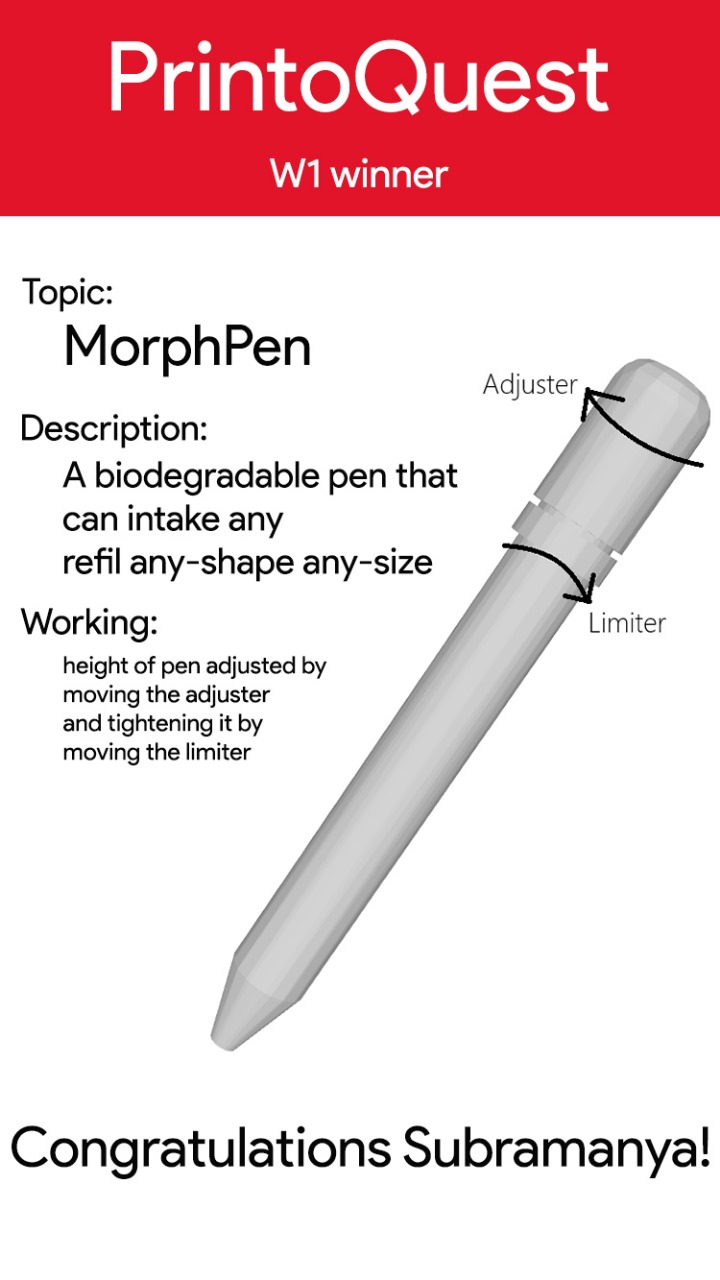 PrintoQuest
W1 winner
Topic:
MorphPen
Adjuster
Description:
A biodegradable pen that
can intake any
refil any-shape any-size
Working:
Limiter
height of pen adjusted by
moving the adjuster
and tightening it by
moving the limiter
Congratulations Subramanya!